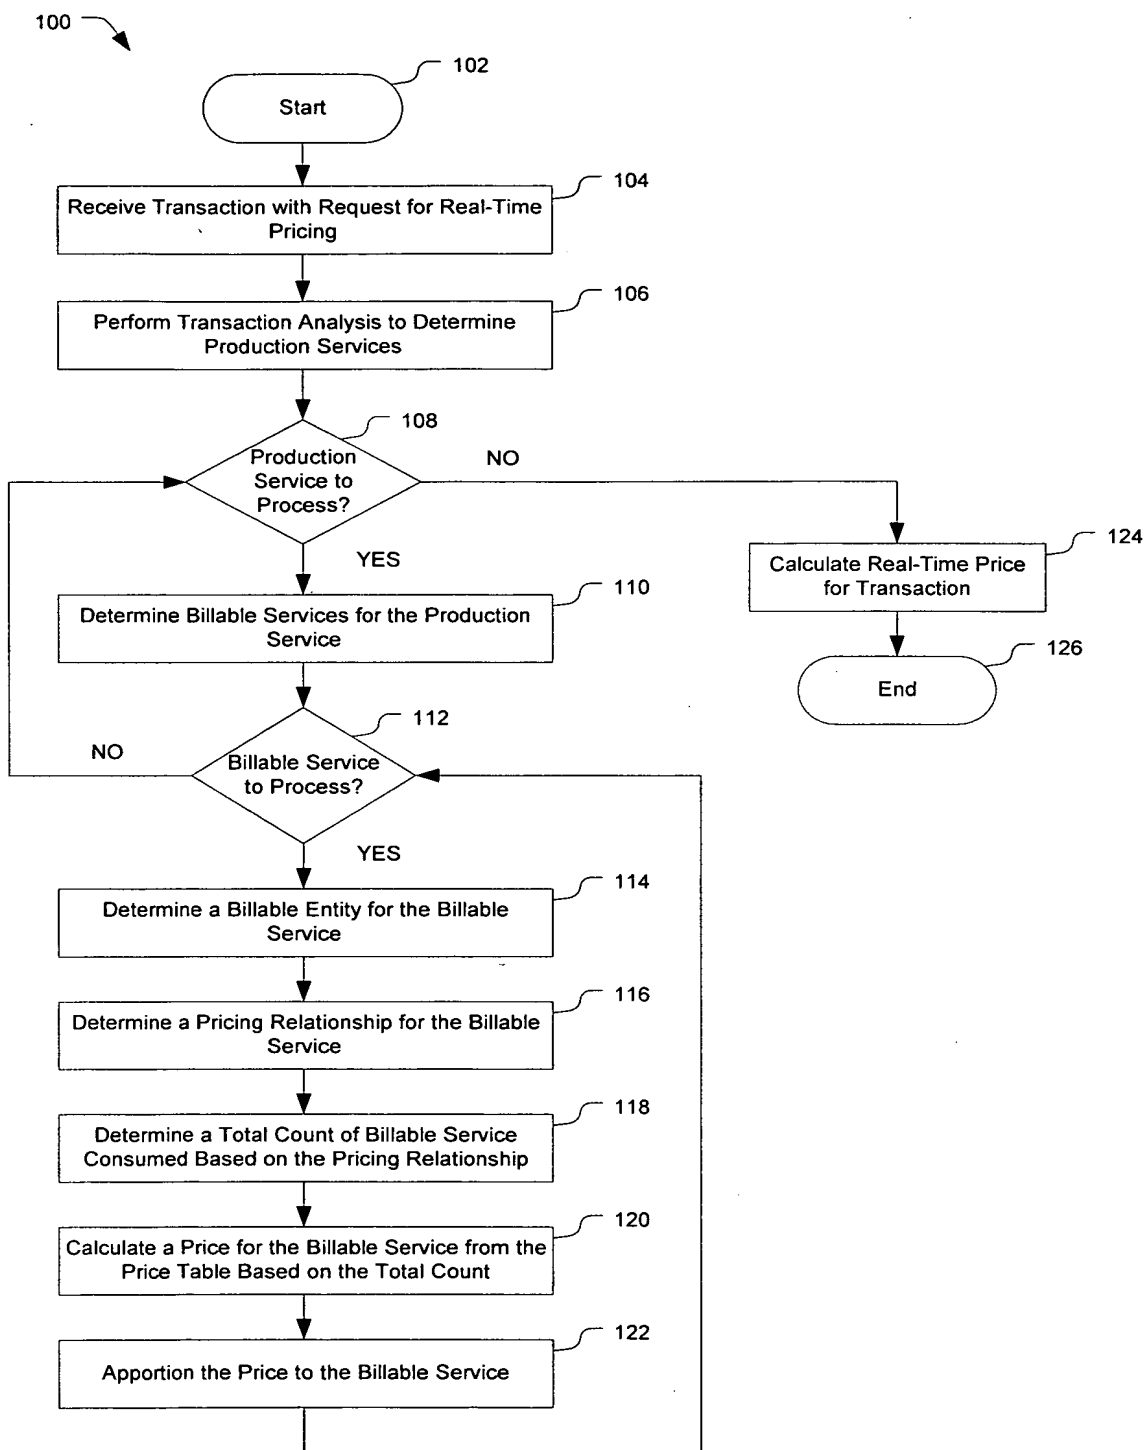 100
102
Start
104
Receive Transaction with Request for Real-Time
Pricing
106
Perform Transaction Analysis to Determine
Production Services
108
Production
Service to
Process?
NO
YES
124
Calculate Real-Time Price
for Transaction
110
Determine Billable Services for the Production
Service
126
End
112
Billable Service
to Process?
NO
YES
114
Determine a Billable Entity for the Billable
Service
116
Determine a Pricing Relationship for the Billable
Service
118
Determine a Total Count of Billable Service
Consumed Based on the Pricing Relationship
120
Calculate a Price for the Billable Service from the
Price Table Based on the Total Count
122
Apportion the Price to the Billable Service